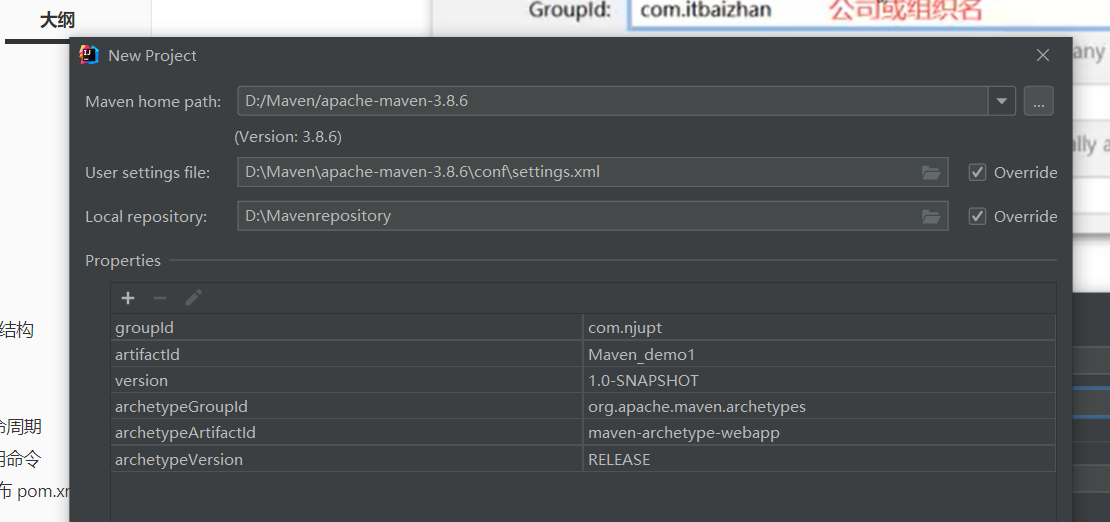 大纲
GroupId: com.itbaizhan 公司或组织名
New Project
any
Maven home path: D:/Maven/apache-maven-3.8.6 ...
(Version: 3.8.6)
User settings file: D:\Maven\apache-maven-3.8.6\conf\settings.xml Override
Local repository: D:\Mavenrepository Override
Properties
groupId com.njupt
结构
artifactId Maven_demo1
version 1.0-SNAPSHOT
archetypeGroupId org.apache.maven.archetypes
命周期
archetypeArtifactId maven-archetype-webapp
archetypeVersion RELEASE
用命令
布 pom.xm